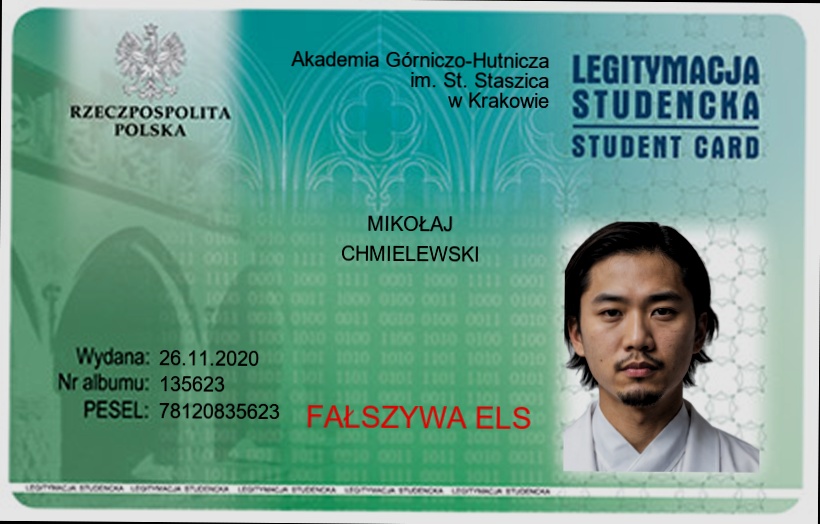 RZECZPOSPOLITA
POLSKA
Akademia Górniczo-Hutnicza
im. St. Staszica
w Krakowie
LEGITYMACJA
STUDENCKA
STUDENT CARD
MIKOŁAJ
CHMIELEWSKI
Wydana: 26.11.2020
Nr albumu: 135623
PESEL: 78120835623
FAŁSZYWA ELS
LEGITYMACJA STUDENCKA LEGITYMACJA STUDENCKA LEGITYMACJA STUDENCKA LEGITYMACJA STUDENCKA LEGITYMACJA STUDENCKA